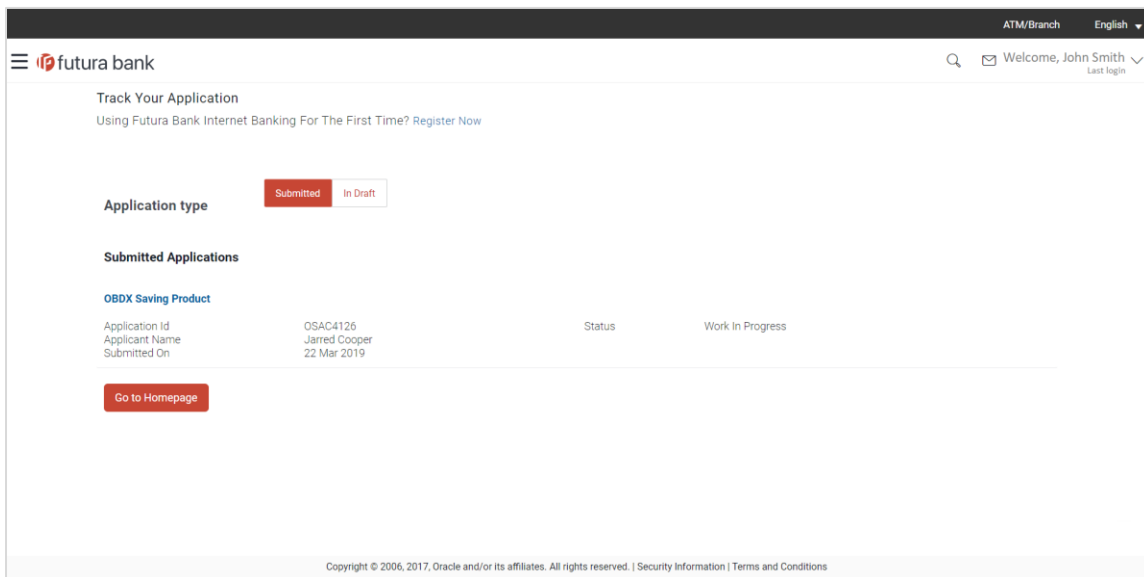 ATM/Branch English
futura bank Welcome, John Smith
Last login
Track Your Application
Using Futura Bank Internet Banking For The First Time? Register Now
Application type Submitted In Draft
Submitted Applications
OBDX Saving Product
Application Id OSAC4126 Status Work In Progress
Applicant Name Jarred Cooper
Submitted On 22 Mar 2019
Go to Homepage
Copyright © 2006, 2017, Oracle and/or its affiliates. All rights reserved. | Security Information | Terms and Conditions